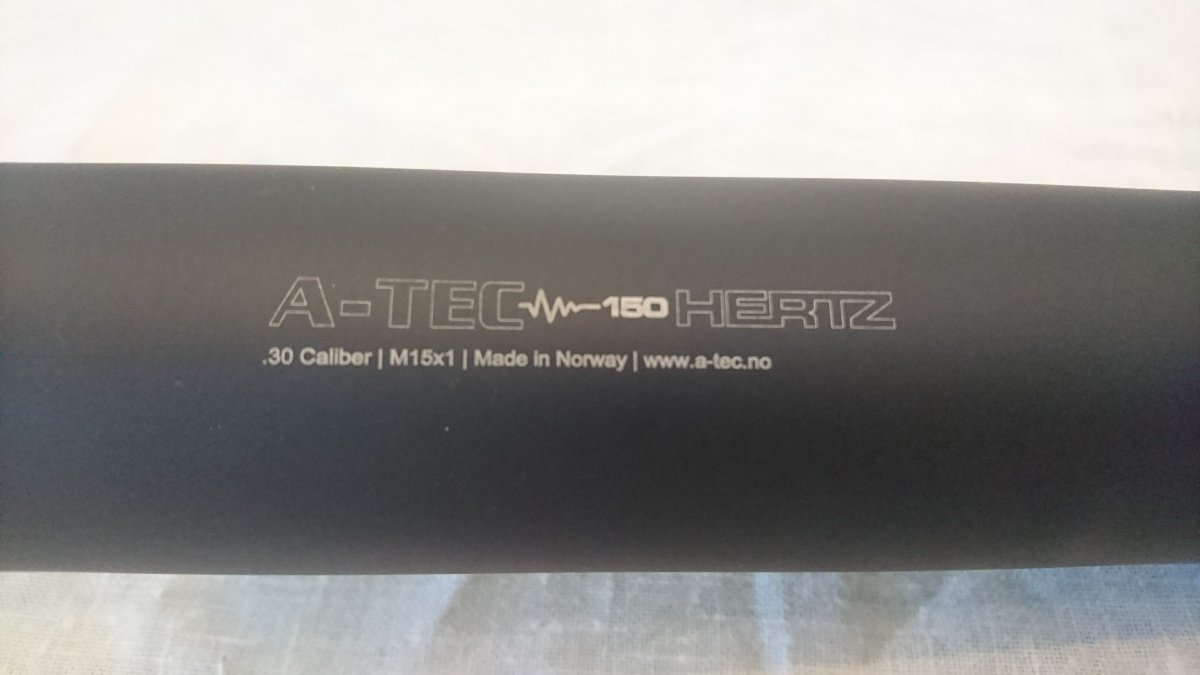 A-TEC 150 HERTZ
.30 Caliber | M15x1 | Made in Norway | www.a-tec.no